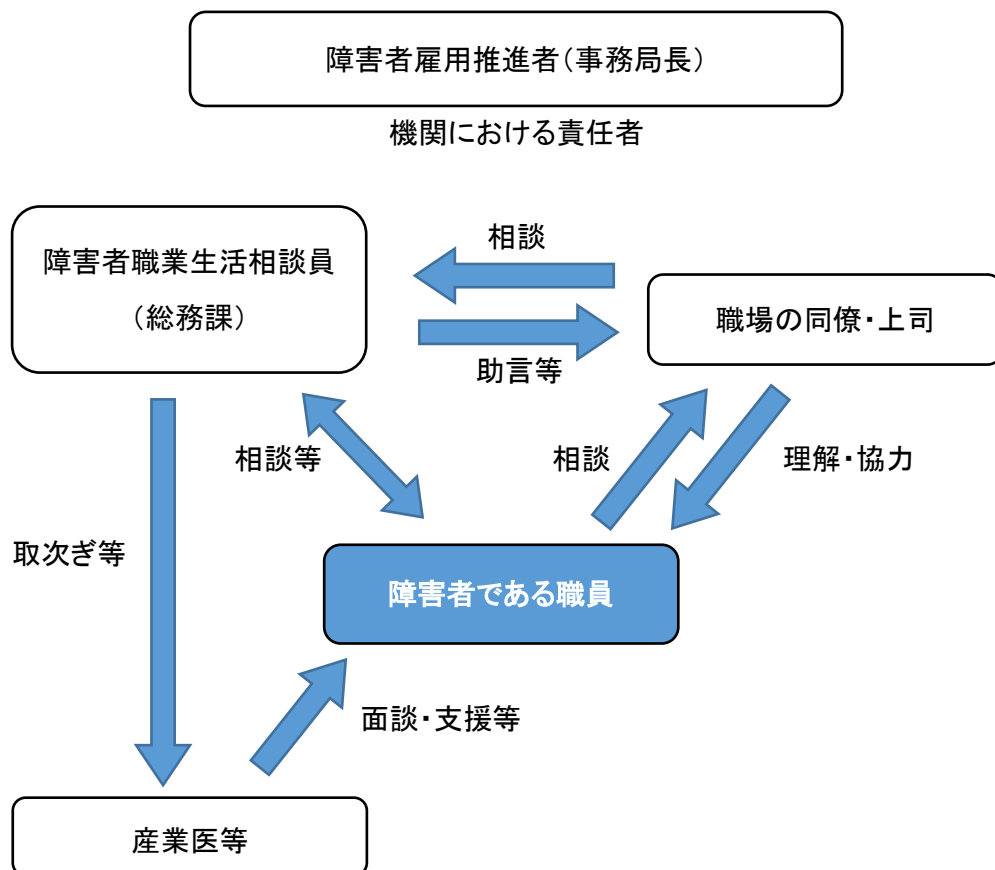 障害者雇用推進者（事務局長）
機関における責任者
障害者職業生活相談員
（総務課）
相談
助言等
職場の同僚・上司
相談等
相談
理解・協力
取次ぎ等
障害者である職員
面談・支援等
産業医等